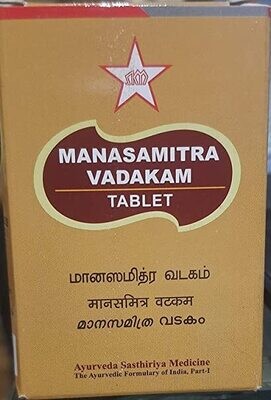 MANASAMITRA
VADAKAM
TABLET
மானஸமித்ர வடகம்
मानसमित्र वटकम
മാനസമിത്ര വടകം
Ayurveda Sasthiriya Medicine
The Ayurvedic Formulary of India, Part-I